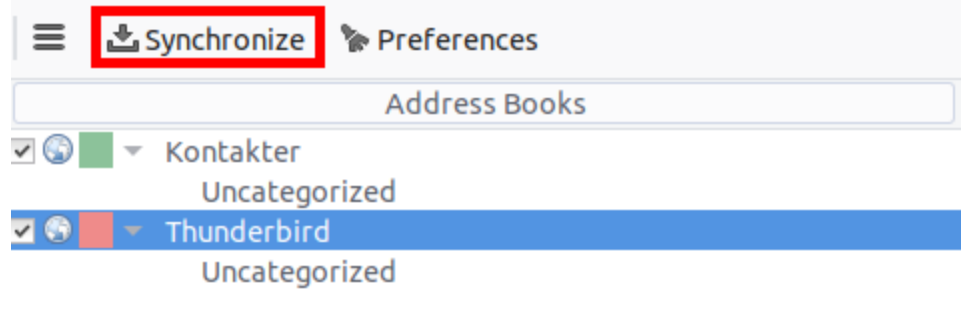 Synchronize Preferences
Address Books
Kontakter
Uncategorized
Thunderbird
Uncategorized